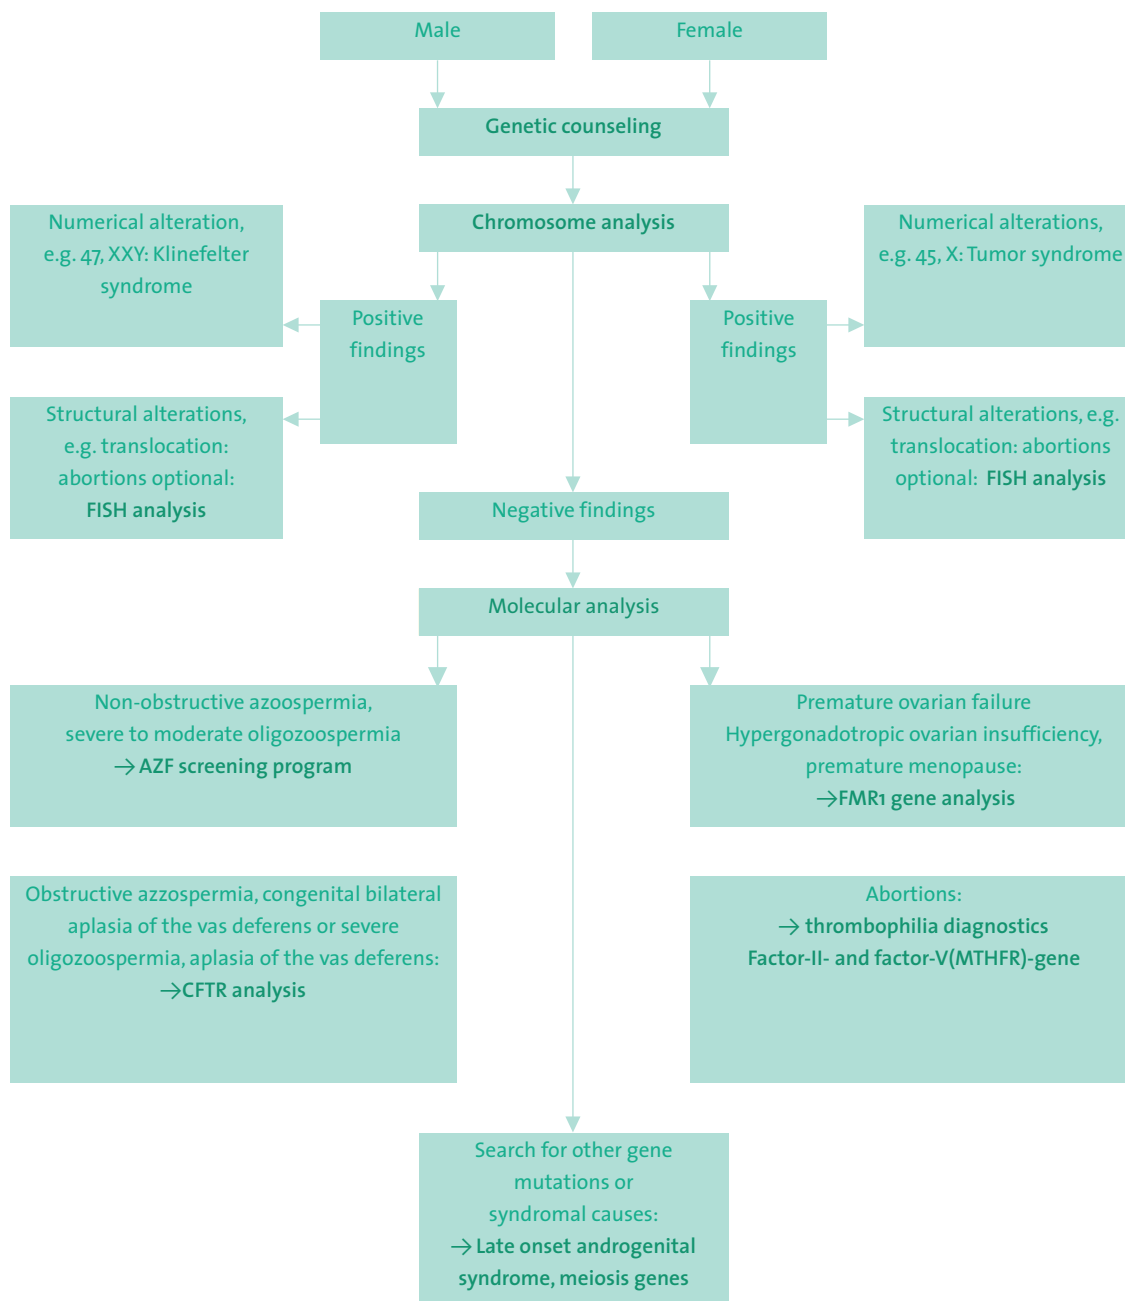 Male
Female
Genetic counseling
Chromosome analysis
Numerical alteration,
e.g. 47, XXY: Klinefelter
syndrome
Positive
findings
Positive
findings
Numerical alterations,
e.g. 45, X: Tumor syndrome
Structural alterations,
e.g. translocation:
abortions optional:
FISH analysis
Structural alterations, e.g.
translocation: abortions
optional: FISH analysis
Negative findings
Molecular analysis
Non-obstructive azoospermia,
severe to moderate oligozoospermia
→ AZF screening program
Premature ovarian failure
Hypergonadotropic ovarian insufficiency,
premature menopause:
→FMR1 gene analysis
Obstructive azzospermia, congenital bilateral
aplasia of the vas deferens or severe
oligozoospermia, aplasia of the vas deferens:
→CFTR analysis
Abortions:
→ thrombophilia diagnostics
Factor-II- and factor-V(MTHFR)-gene
Search for other gene
mutations or
syndromal causes:
→ Late onset androgenital
syndrome, meiosis genes